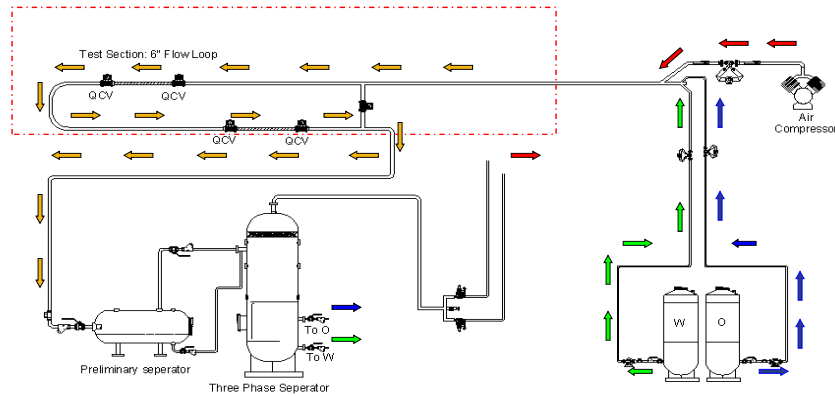 Test Section: 6" Flow Loop
QCV
QCV
QCV
QCV
Air
Compressor
W
O
To O
To W
Preliminary seperator
Three Phase Seperator